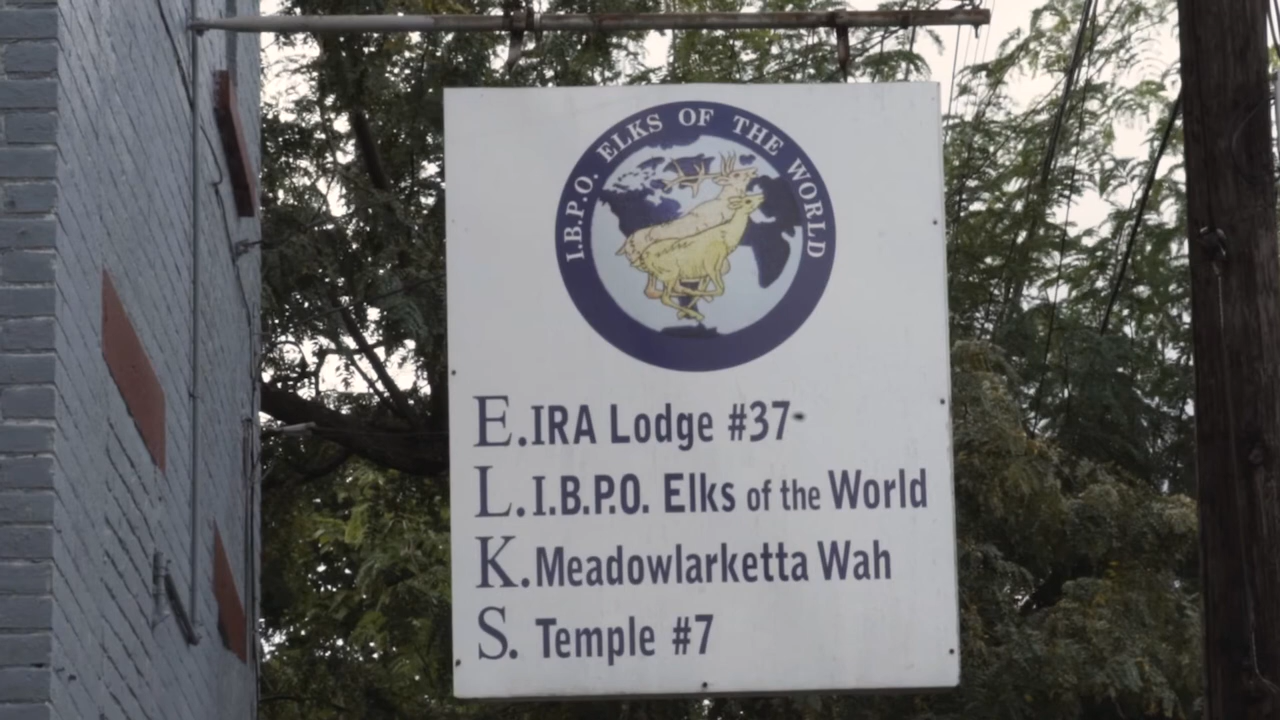 I.B.P.O. ELKS OF THE WORLD
E. IRA Lodge #37
L. I.B.P.O. Elks of the World
K. Meadowlarketta Wah
S. Temple #7